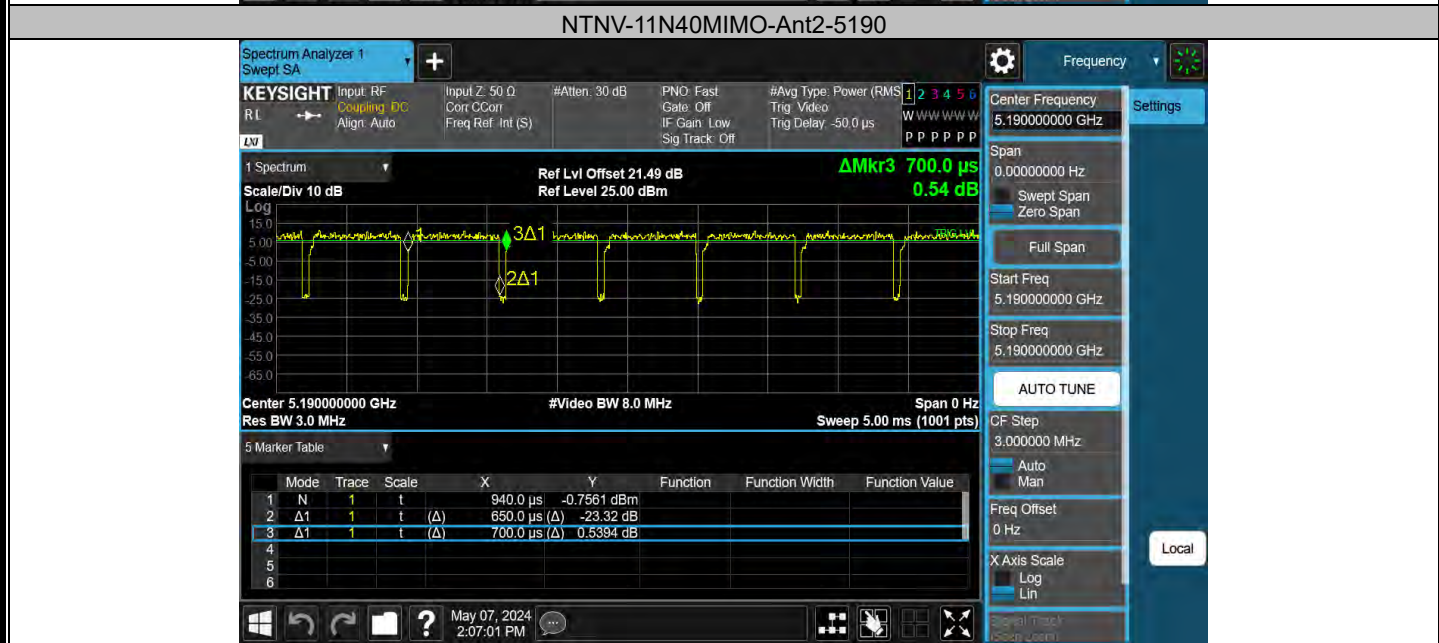 NTNV-11N40MIMO-Ant2-5190
Spectrum Analyzer 1
Swept SA
Frequency
KEYSIGHT
RL
LXI
Input: RF
Coupling: DC
Align: Auto
Input Z: 50 Ω
Corr CCorr
Freq Ref: Int (S)
#Atten: 30 dB
PNO: Fast
Gate: Off
IF Gain: Low
Sig Track: Off
#Avg Type: Power (RMS
Trig: Video
Trig Delay: -50.0 µs
1 2 3 4 5 6
W W W W W W
P P P P P P
Center Frequency
5.190000000 GHz
Settings
Span
0.00000000 Hz
Swept Span
Zero Span
Full Span
Start Freq
5.190000000 GHz
Stop Freq
5.190000000 GHz
AUTO TUNE
CF Step
3.000000 MHz
Auto
Man
Freq Offset
0 Hz
X Axis Scale
Log
Lin
Signal Track
(Span Zoom)
Local
1 Spectrum
Scale/Div 10 dB
Ref Lvl Offset 21.49 dB
Ref Level 25.00 dBm
ΔMkr3 700.0 µs
0.54 dB
Log
15.0
5.00
-5.00
-15.0
-25.0
-35.0
-45.0
-55.0
-65.0
1
3Δ1
2Δ1
Center 5.190000000 GHz
Res BW 3.0 MHz
#Video BW 8.0 MHz
Span 0 Hz
Sweep 5.00 ms (1001 pts)
5 Marker Table
Mode Trace Scale X Y Function Function Width Function Value
1 N 1 t 940.0 µs -0.7561 dBm
2 Δ1 1 t (Δ) 650.0 µs (Δ) -23.32 dB
3 Δ1 1 t (Δ) 700.0 µs (Δ) 0.5394 dB
4
5
6
?
May 07, 2024
2:07:01 PM